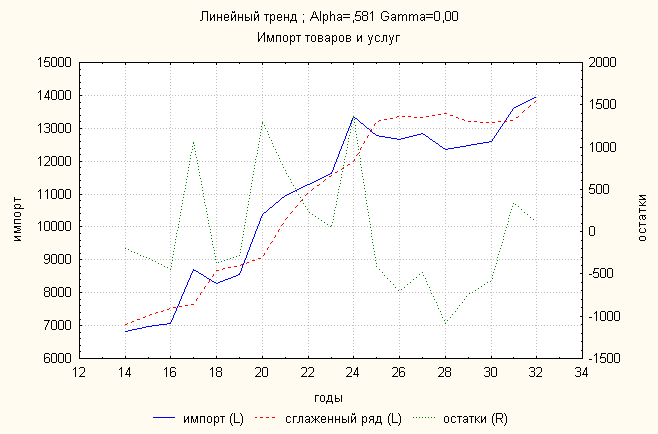 Линейный тренд ; Alpha=,581 Gamma=0,00
Импорт товаров и услуг
15000
14000
13000
12000
11000
10000
9000
8000
7000
6000
импорт
2000
1500
1000
500
0
-500
-1000
-1500
остатки
12 14 16 18 20 22 24 26 28 30 32 34
годы
импорт (L) сглаженный ряд (L) остатки (R)